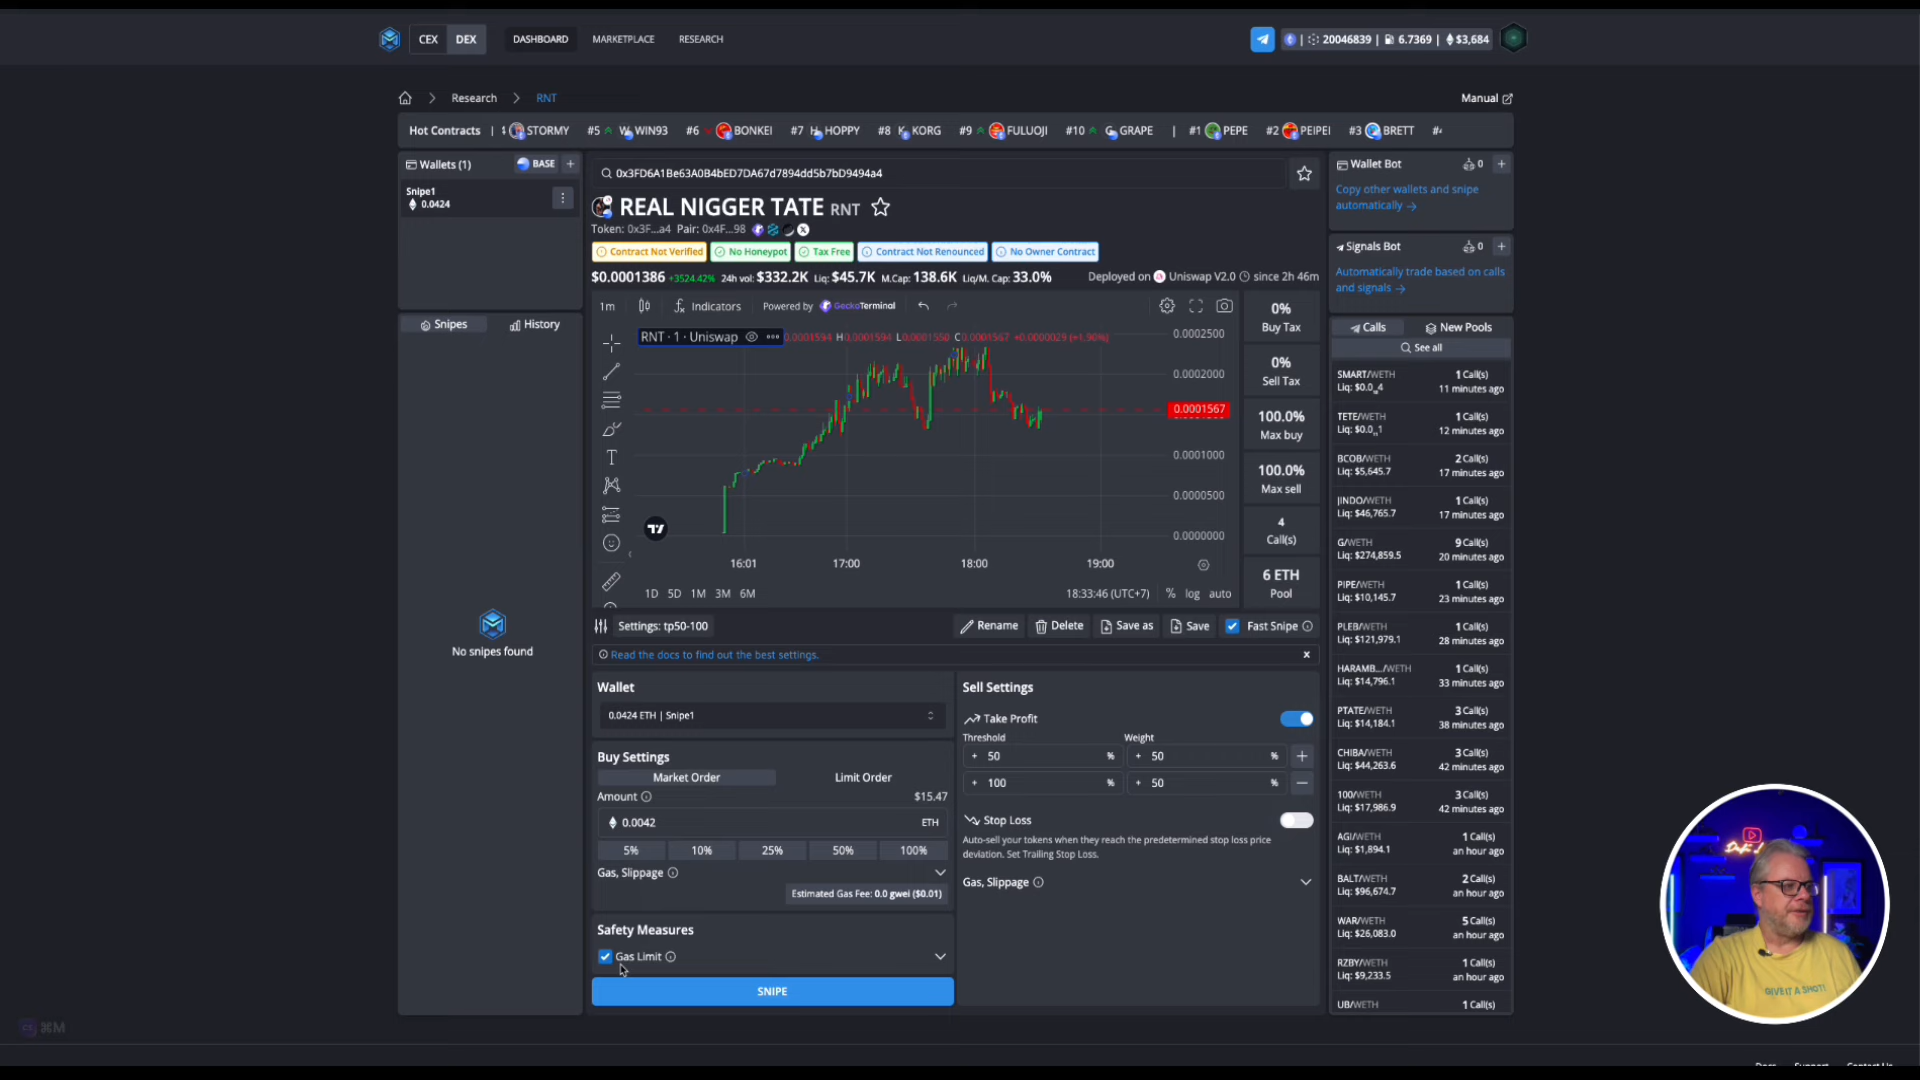 CEX DEX DASHBOARD MARKETPLACE RESEARCH
| 20046839 | 6.7369 | $3,684
Research > RNT
Manual
Hot Contracts | STORMY #5 WIN93 #6 BONKEI #7 HOPPY #8 KORG #9 FULUOJI #10 GRAPE | #1 PEPE #2 PEIPEI #3 BRETT
Wallets (1) BASE +
Snipe1
0.0424
Snipes History
No snipes found
0x3FD6A1Be63A0B4bED7DA67d7894dd5b7bD9494a4
REAL NIGGER TATE RNT
Token: 0x3F...a4 Pair: 0x4F...98
Contract Not Verified No Honeypot Tax Free Contract Not Renounced No Owner Contract
$0.0001386 +3524.42% 24h vol: $332.2K Liq: $45.7K M.Cap: 138.6K Liq/M. Cap: 33.0% Deployed on Uniswap V2.0 since 2h 46m
1m Indicators Powered by GeckoTerminal
RNT · 1 · Uniswap 0.0001594 H0.0001594 L0.0001550 C0.0001567 +0.0000029 (+1.90%)
0.0002500
0.0002000
0.0001567
0.0001000
0.0000500
0.0000000
16:01 17:00 18:00 19:00
1D 5D 1M 3M 6M 18:33:46 (UTC+7) % log auto
0%
Buy Tax
0%
Sell Tax
100.0%
Max buy
100.0%
Max sell
4
Call(s)
6 ETH
Pool
Settings: tp50-100 Rename Delete Save as Save Fast Snipe
Read the docs to find out the best settings. x
Wallet
0.0424 ETH | Snipe1
Buy Settings
Market Order Limit Order
Amount $15.47
0.0042 ETH
5% 10% 25% 50% 100%
Gas, Slippage
Estimated Gas Fee: 0.0 gwei ($0.01)
Safety Measures
Gas Limit
SNIPE
Sell Settings
Take Profit
Threshold Weight
+ 50 % + 50 % +
+ 100 % + 50 % −
Stop Loss
Auto-sell your tokens when they reach the predetermined stop loss price
deviation. Set Trailing Stop Loss.
Gas, Slippage
Wallet Bot 0 +
Copy other wallets and snipe
automatically →
Signals Bot 0 +
Automatically trade based on calls
and signals →
Calls New Pools
See all
SMART/WETH 1 Call(s)
11 minutes ago
TETE/WETH 1 Call(s)
12 minutes ago
BCOB/WETH 2 Call(s)
Liq: $5,645.7 17 minutes ago
JINDO/WETH 1 Call(s)
Liq: $46,765.7 17 minutes ago
G/WETH 9 Call(s)
Liq: $274,859.5 20 minutes ago
PIPE/WETH 1 Call(s)
Liq: $10,145.7 23 minutes ago
PLEB/WETH 1 Call(s)
Liq: $121,979.1 28 minutes ago
HARAMB.../WETH 1 Call(s)
Liq: $14,796.1 33 minutes ago
PTATE/WETH 3 Call(s)
Liq: $14,184.1 38 minutes ago
CHIBA/WETH 3 Call(s)
Liq: $44,263.6 42 minutes ago
100/WETH 3 Call(s)
Liq: $17,986.9 42 minutes ago
AGI/WETH 1 Call(s)
Liq: $1,894.1 an hour ago
BALT/WETH 2 Call(s)
Liq: $96,674.7 an hour ago
WAR/WETH 5 Call(s)
Liq: $26,083.0 an hour ago
RZBY/WETH 1 Call(s)
Liq: $9,233.5 an hour ago
UB/WETH 1 Call(s)
GIVE IT A SHOT!
⌘M